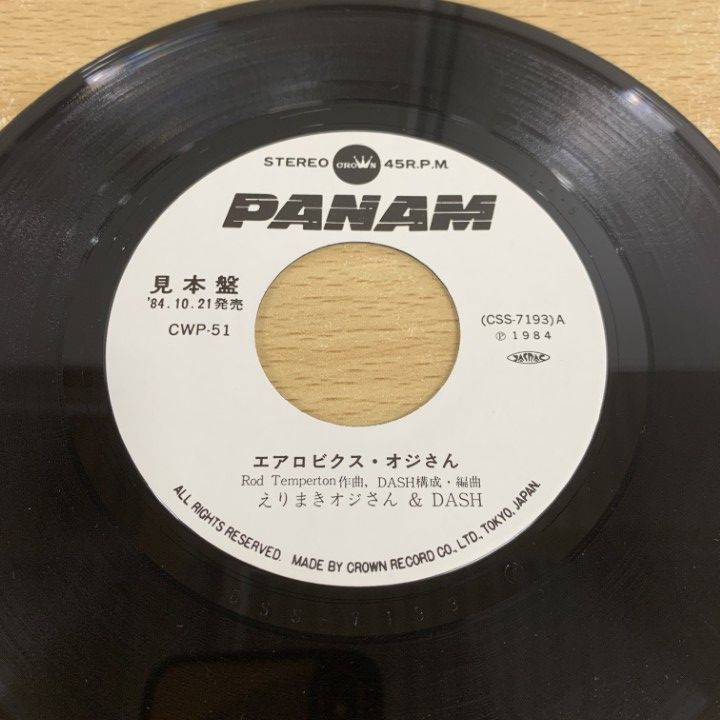 STEREO CROWN 45R.P.M.
PANAM
見本盤
'84.10.21発売
CWP-51
(CSS-7193)A
Ⓟ1984
JASRAC
エアロビクス・オジさん
Rod Temperton作曲, DASH構成・編曲
えりまきオジさん & DASH
ALL RIGHTS RESERVED. MADE BY CROWN RECORD CO., LTD., TOKYO, JAPAN.
CSS-7193